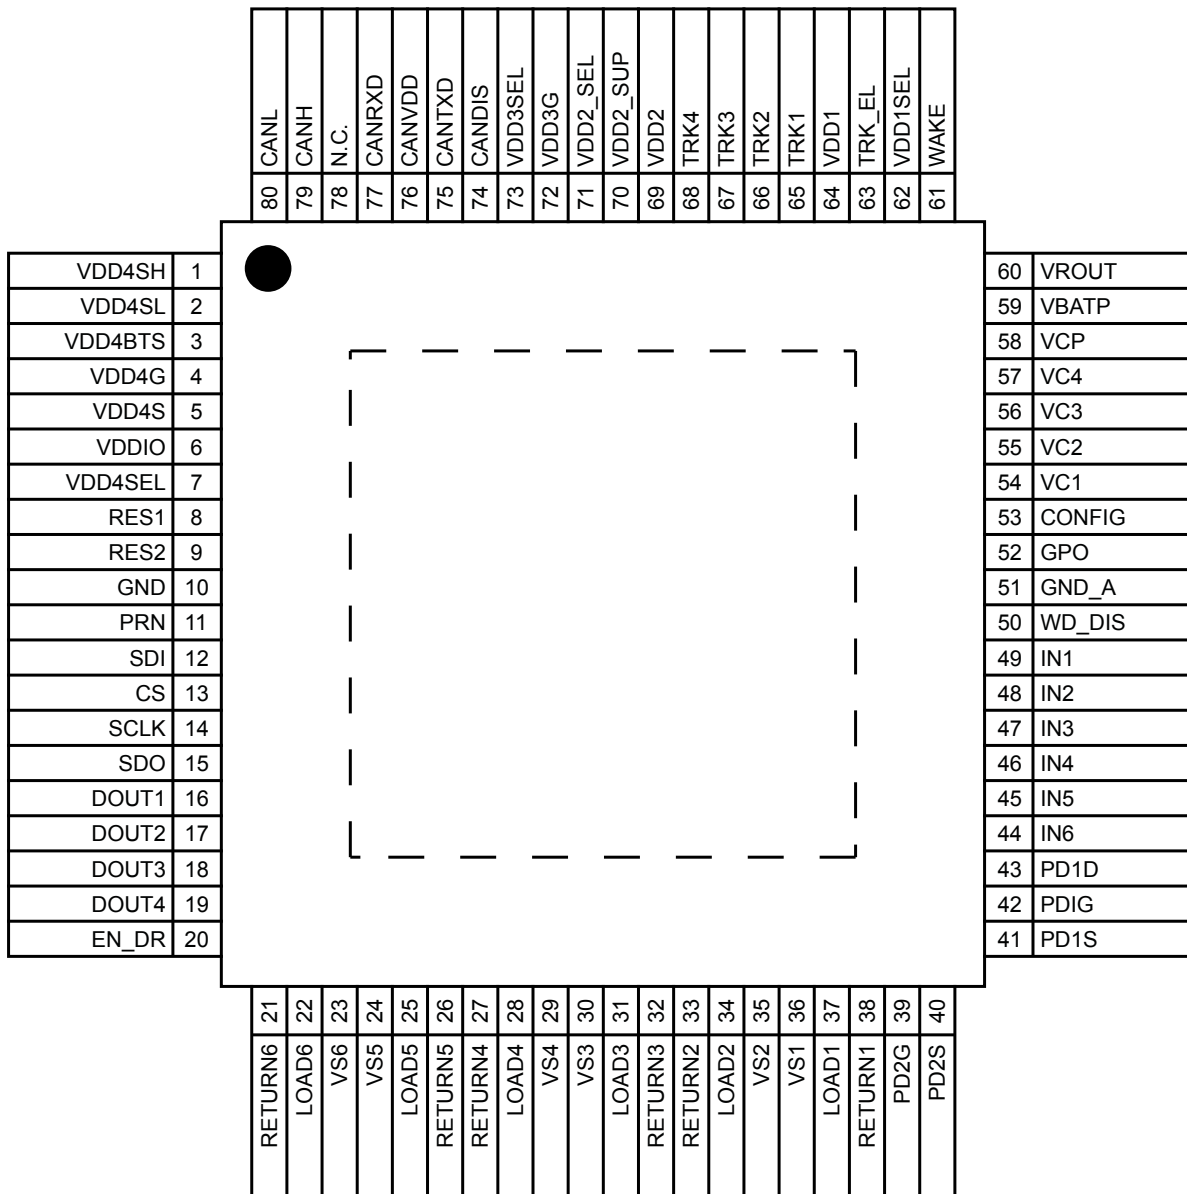 CANL
CANH
N.C.
CANRXD
CANVDD
CANTXD
CANDIS
VDD3SEL
VDD3G
VDD2_SEL
VDD2_SUP
VDD2
TRK4
TRK3
TRK2
TRK1
VDD1
TRK_EL
VDD1SEL
WAKE
80 79 78 77 76 75 74 73 72 71 70 69 68 67 66 65 64 63 62 61
VDD4SH 1
VDD4SL 2
VDD4BTS 3
VDD4G 4
VDD4S 5
VDDIO 6
VDD4SEL 7
RES1 8
RES2 9
GND 10
PRN 11
SDI 12
CS 13
SCLK 14
SDO 15
DOUT1 16
DOUT2 17
DOUT3 18
DOUT4 19
EN_DR 20
60 VROUT
59 VBATP
58 VCP
57 VC4
56 VC3
55 VC2
54 VC1
53 CONFIG
52 GPO
51 GND_A
50 WD_DIS
49 IN1
48 IN2
47 IN3
46 IN4
45 IN5
44 IN6
43 PD1D
42 PDIG
41 PD1S
21 22 23 24 25 26 27 28 29 30 31 32 33 34 35 36 37 38 39 40
RETURN6
LOAD6
VS6
VS5
LOAD5
RETURN5
RETURN4
LOAD4
VS4
VS3
LOAD3
RETURN3
RETURN2
LOAD2
VS2
VS1
LOAD1
RETURN1
PD2G
PD2S